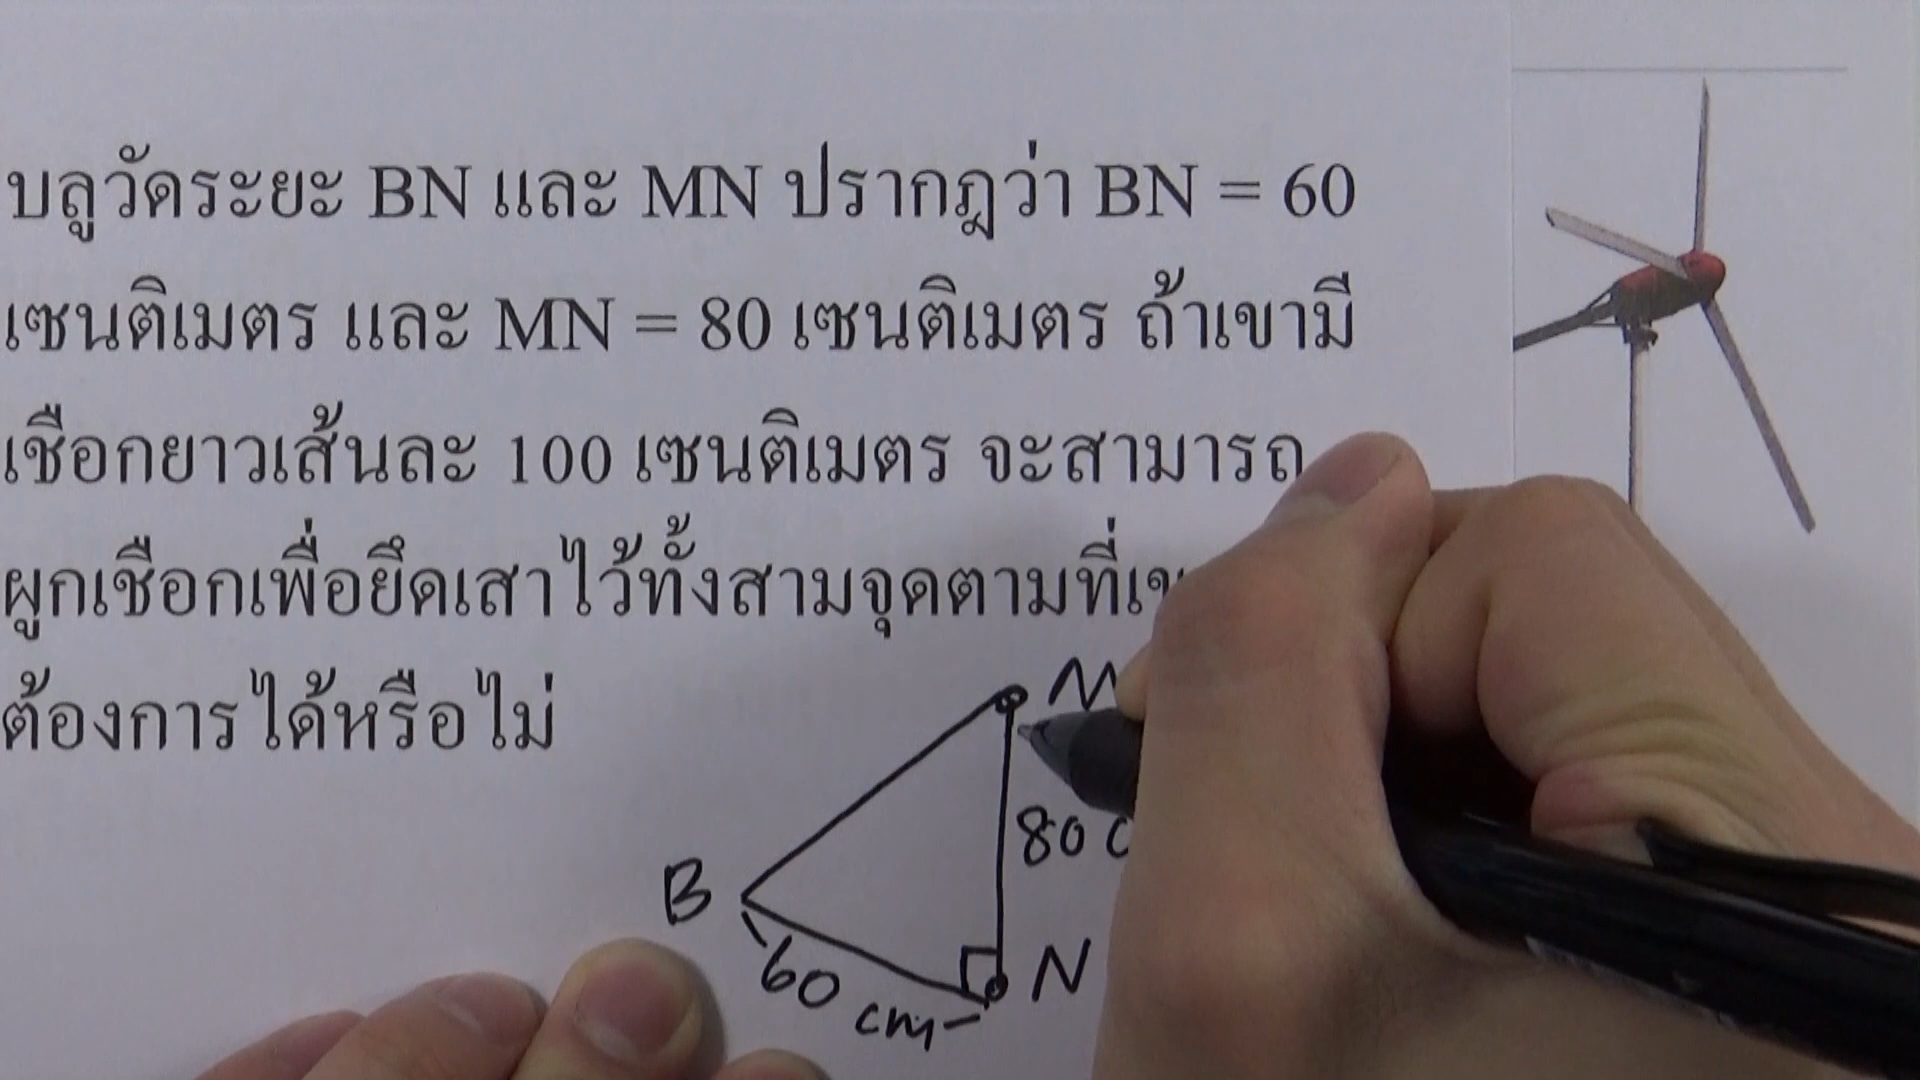 บลูวัดระยะ BN และ MN ปรากฏว่า BN = 60
เซนติเมตร และ MN = 80 เซนติเมตร ถ้าเขามี
เชือกยาวเส้นละ 100 เซนติเมตร จะสามารถ
ผูกเชือกเพื่อยึดเสาไว้ทั้งสามจุดตามที่
ต้องการได้หรือไม่
M
80
B
N
60 cm